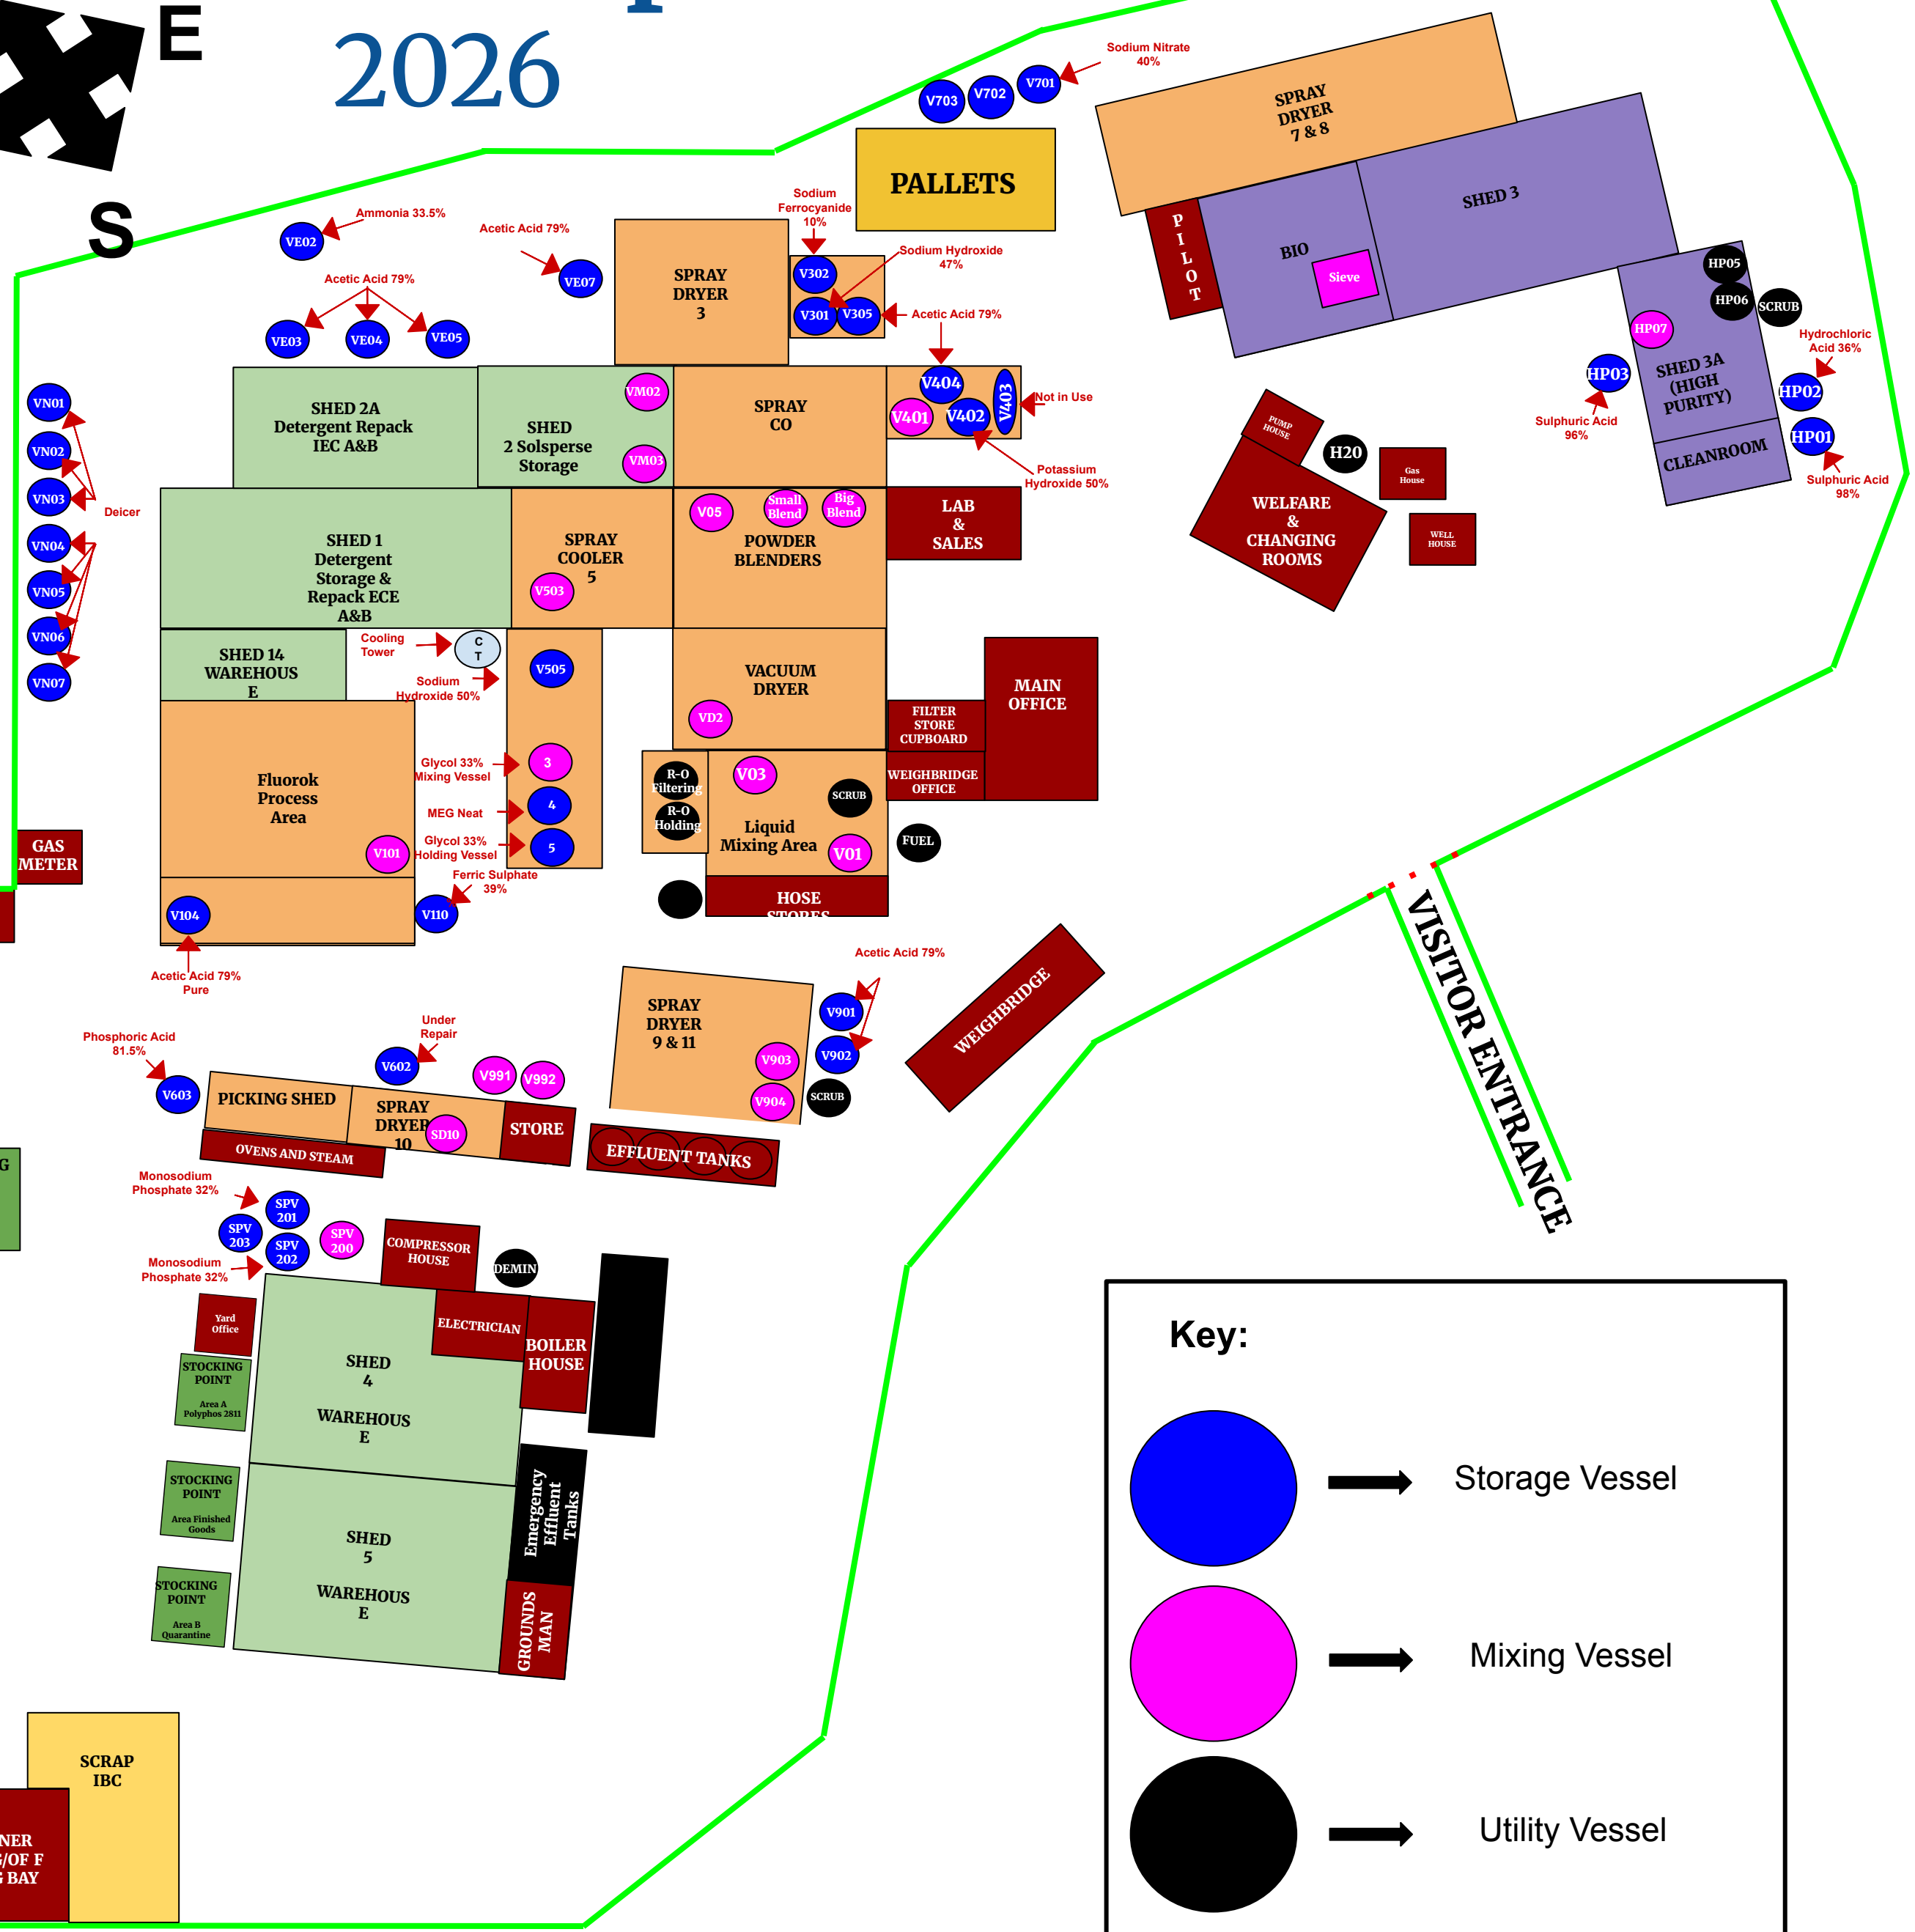 E
2026
S
Sodium Nitrate
40%
V703
V702
V701
SPRAY
DRYER
7 & 8
PALLETS
SHED 3
P
I
L
O
T
BIO
Sieve
HP05
HP06
SCRUB
HP07
Hydrochloric
Acid 36%
SHED 3A
(HIGH
PURITY)
HP03
HP02
Sulphuric Acid
96%
HP01
CLEANROOM
Sulphuric Acid
98%
Ammonia 33.5%
VE02
Acetic Acid 79%
VE07
Acetic Acid 79%
VE03
VE04
VE05
SPRAY
DRYER
3
Sodium
Ferrocyanide
10%
V302
Sodium Hydroxide
47%
V301
V305
Acetic Acid 79%
VN01
VN02
VN03
VN04
VN05
VN06
VN07
Deicer
SHED 2A
Detergent Repack
IEC A&B
SHED
2 Solsperse
Storage
VM02
VM03
SPRAY
CO
V404
V401
V402
V403
Not in Use
Potassium
Hydroxide 50%
PUMP
HOUSE
H20
Gas
House
WELL
HOUSE
WELFARE
&
CHANGING
ROOMS
SHED 1
Detergent
Storage &
Repack ECE
A&B
SPRAY
COOLER
5
V503
V05
Small
Blend
Big
Blend
POWDER
BLENDERS
LAB
&
SALES
SHED 14
WAREHOUS
E
Cooling
Tower
C
T
Sodium
Hydroxide 50%
V505
VACUUM
DRYER
VD2
MAIN
OFFICE
FILTER
STORE
CUPBOARD
WEIGHBRIDGE
OFFICE
Fluorok
Process
Area
V101
Glycol 33%
Mixing Vessel
3
MEG Neat
4
Glycol 33%
Holding Vessel
5
R-O
Filtering
R-O
Holding
V03
SCRUB
Liquid
Mixing Area
V01
FUEL
HOSE
STORES
GAS
METER
Ferric Sulphate
39%
V104
V110
Acetic Acid 79%
Pure
Acetic Acid 79%
SPRAY
DRYER
9 & 11
V901
V902
V903
V904
SCRUB
WEIGHBRIDGE
VISITOR ENTRANCE
Phosphoric Acid
81.5%
V603
Under
Repair
V602
V991
V992
PICKING SHED
SPRAY
DRYER
10
SD10
STORE
OVENS AND STEAM
EFFLUENT TANKS
G
Monosodium
Phosphate 32%
SPV
201
SPV
203
SPV
202
SPV
200
Monosodium
Phosphate 32%
COMPRESSOR
HOUSE
DEMIN
Yard
Office
ELECTRICIAN
BOILER
HOUSE
SHED
4
WAREHOUS
E
STOCKING
POINT
Area A
Polyphos 2811
STOCKING
POINT
Area Finished
Goods
SHED
5
WAREHOUS
E
Emergency
Effluent
Tanks
STOCKING
POINT
Area B
Quarantine
GROUNDS
MAN
SCRAP
IBC
NER
G/OF F
G BAY
Key:
Storage Vessel
Mixing Vessel
Utility Vessel